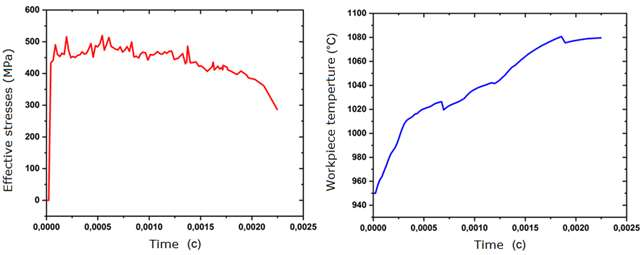 600
500
400
300
200
100
0
Effective stresses (MPa)
0,0000 0,0005 0,0010 0,0015 0,0020 0,0025
Time (c)
1100
1080
1060
1040
1020
1000
980
960
940
Workpiece temperture (°C)
0,0000 0,0005 0,0010 0,0015 0,0020 0,0025
Time (c)